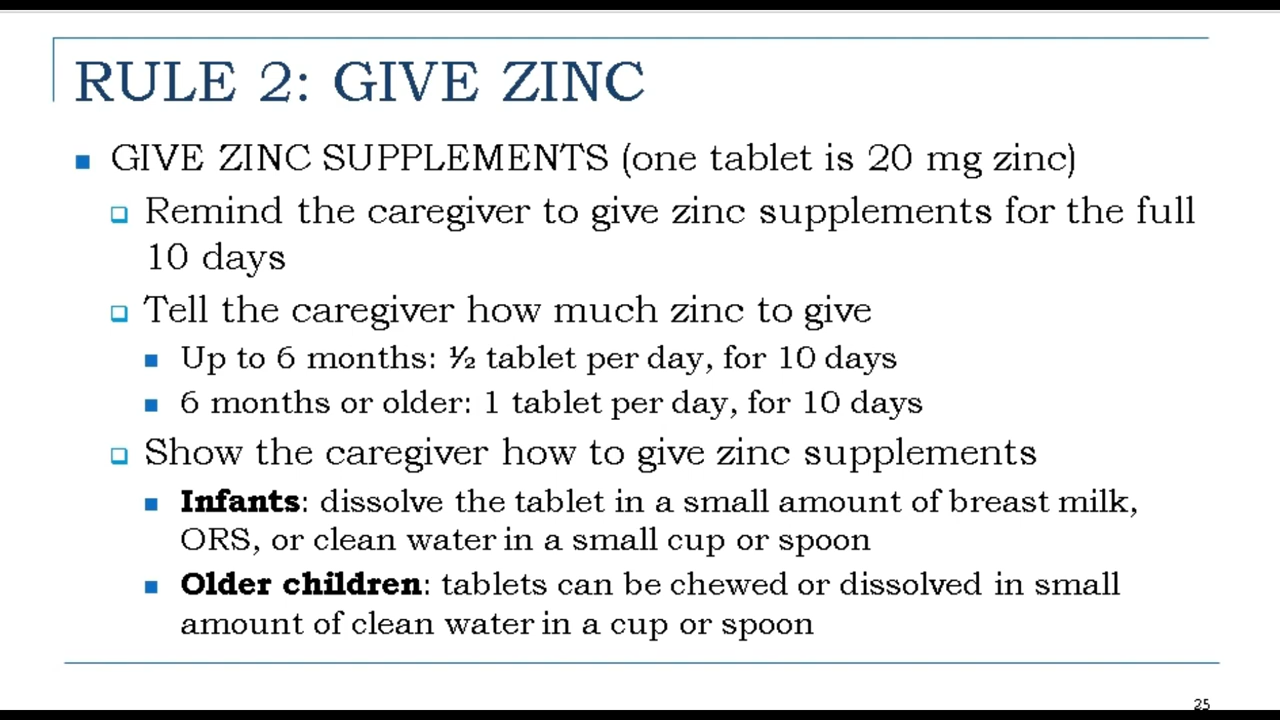 RULE 2: GIVE ZINC
GIVE ZINC SUPPLEMENTS (one tablet is 20 mg zinc)
Remind the caregiver to give zinc supplements for the full
10 days
Tell the caregiver how much zinc to give
Up to 6 months: ½ tablet per day, for 10 days
6 months or older: 1 tablet per day, for 10 days
Show the caregiver how to give zinc supplements
Infants: dissolve the tablet in a small amount of breast milk,
ORS, or clean water in a small cup or spoon
Older children: tablets can be chewed or dissolved in small
amount of clean water in a cup or spoon
25